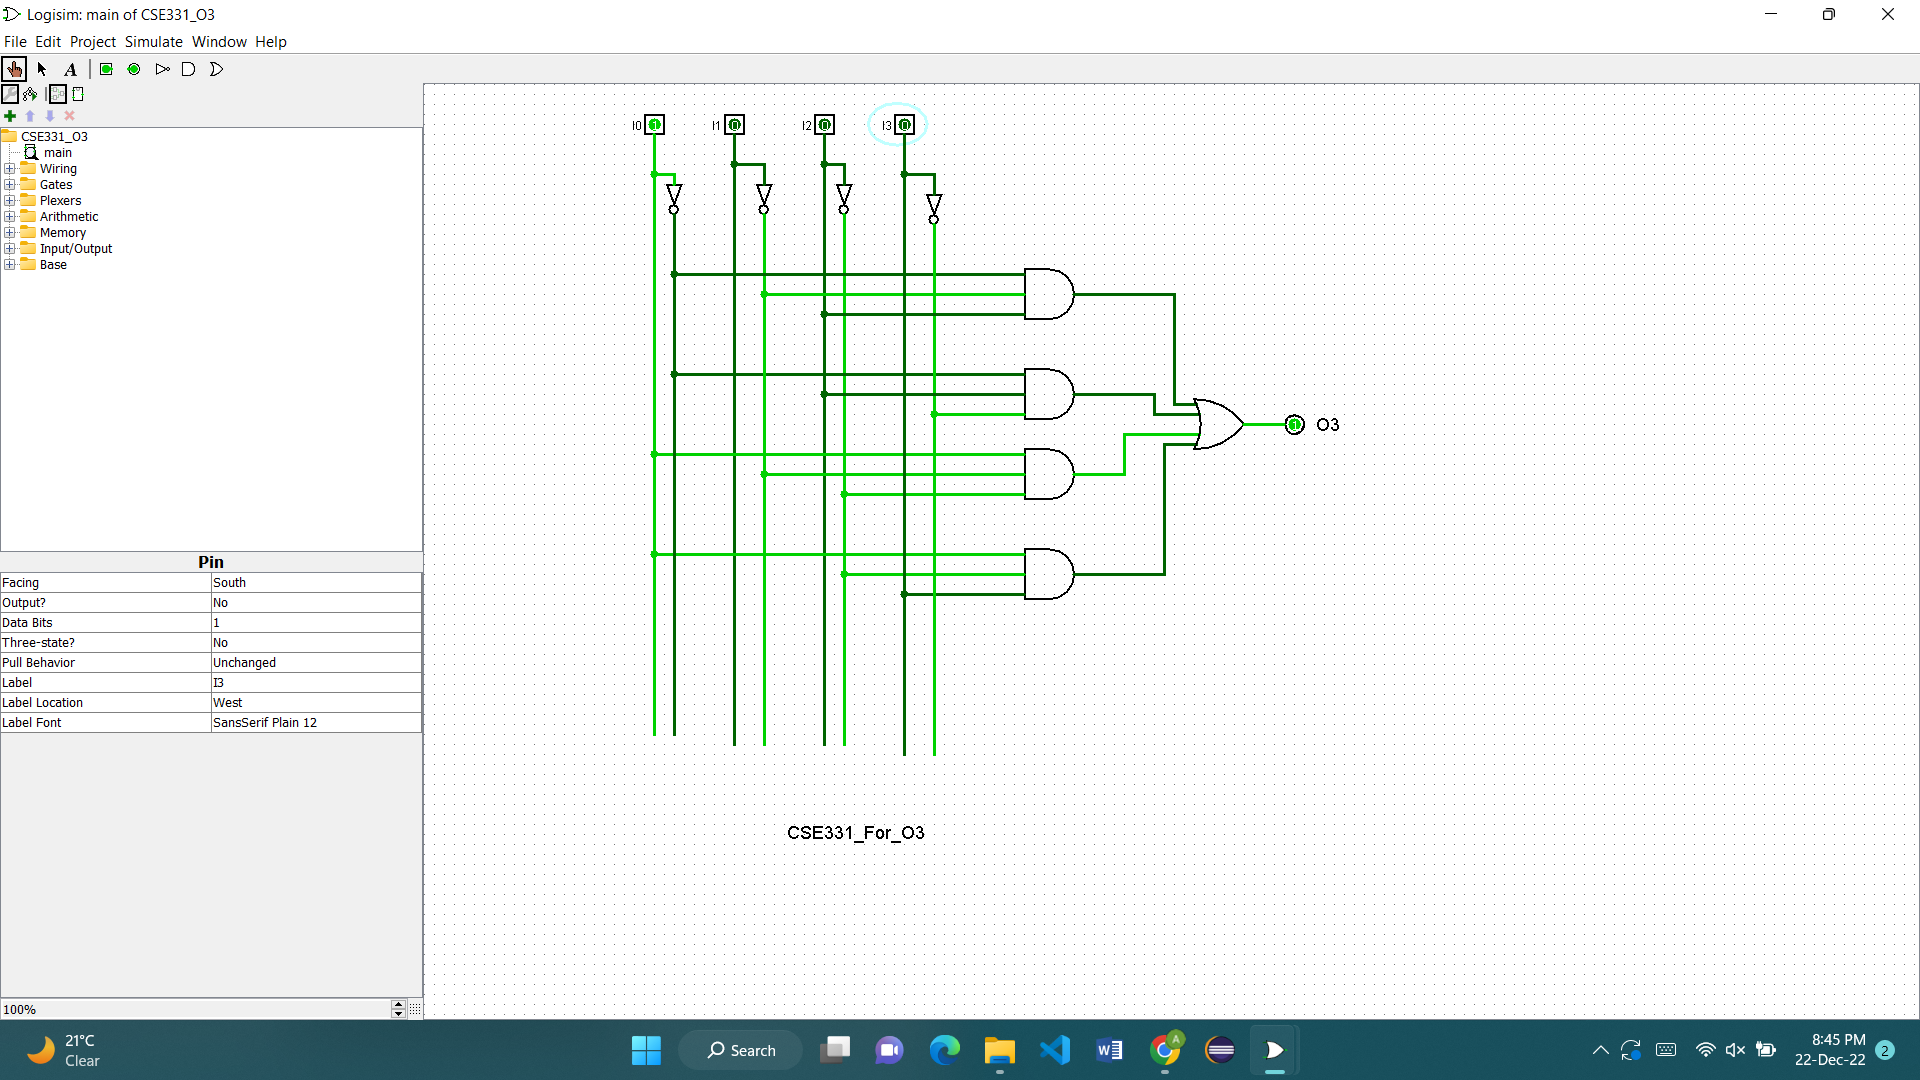 Logisim: main of CSE331_O3
File Edit Project Simulate Window Help
A
CSE331_O3
main
Wiring
Gates
Plexers
Arithmetic
Memory
Input/Output
Base
I0 1 I1 0 I2 0 I3 0
1 O3
CSE331_For_O3
Pin
Facing South
Output? No
Data Bits 1
Three-state? No
Pull Behavior Unchanged
Label I3
Label Location West
Label Font SansSerif Plain 12
100%
21°C
Clear
Search
W
A
8:45 PM
22-Dec-22
2